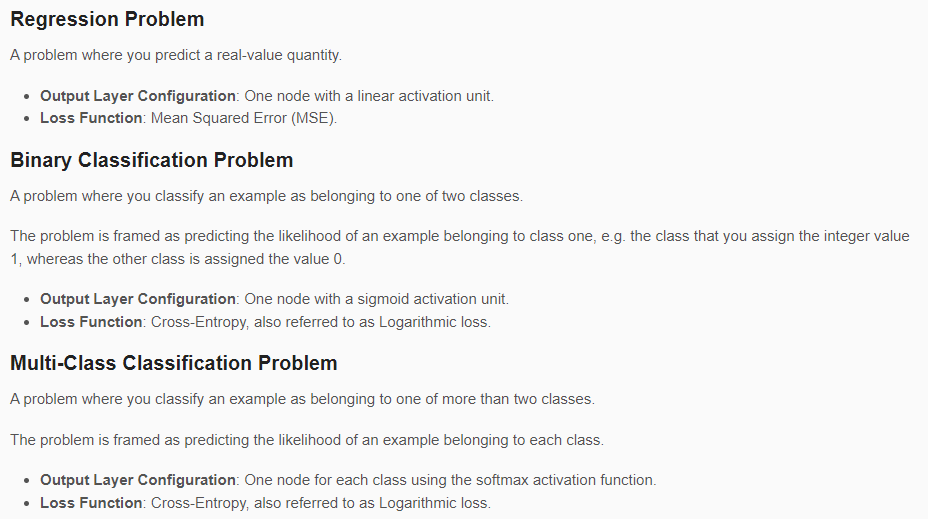 Regression Problem
A problem where you predict a real-value quantity.
• Output Layer Configuration: One node with a linear activation unit.
• Loss Function: Mean Squared Error (MSE).
Binary Classification Problem
A problem where you classify an example as belonging to one of two classes.
The problem is framed as predicting the likelihood of an example belonging to class one, e.g. the class that you assign the integer value
1, whereas the other class is assigned the value 0.
• Output Layer Configuration: One node with a sigmoid activation unit.
• Loss Function: Cross-Entropy, also referred to as Logarithmic loss.
Multi-Class Classification Problem
A problem where you classify an example as belonging to one of more than two classes.
The problem is framed as predicting the likelihood of an example belonging to each class.
• Output Layer Configuration: One node for each class using the softmax activation function.
• Loss Function: Cross-Entropy, also referred to as Logarithmic loss.